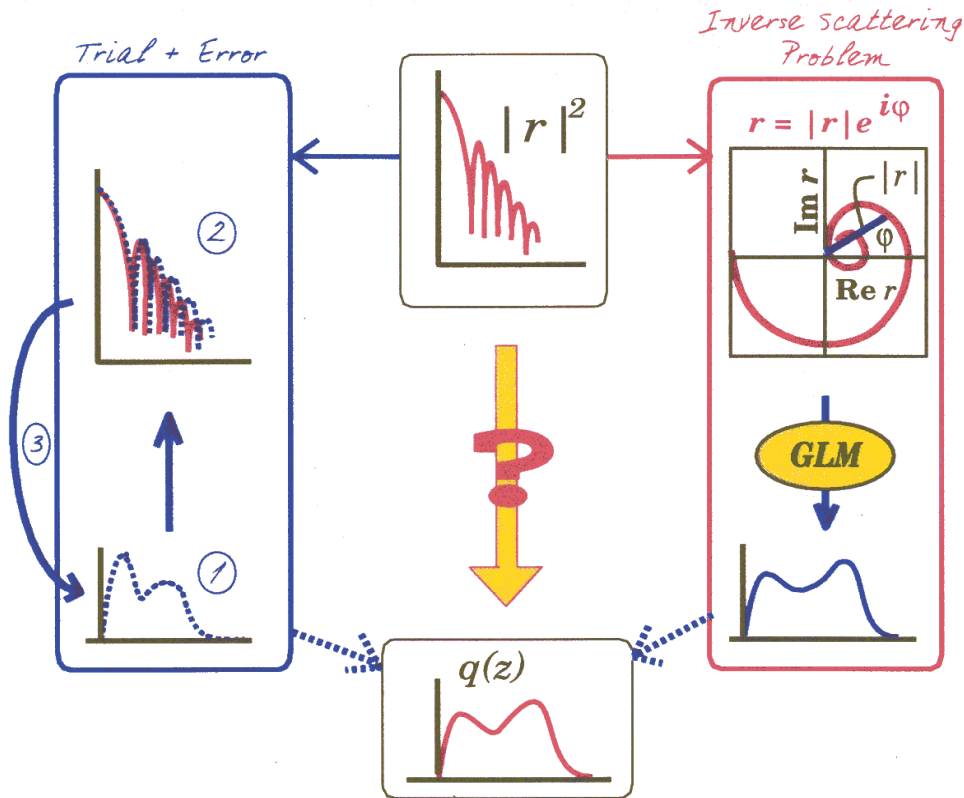 Trial + Error
2
3
1
|r|²
?
q(z)
Inverse Scattering
Problem
r = |r|e^{iφ}
Im r
|r|
φ
Re r
GLM